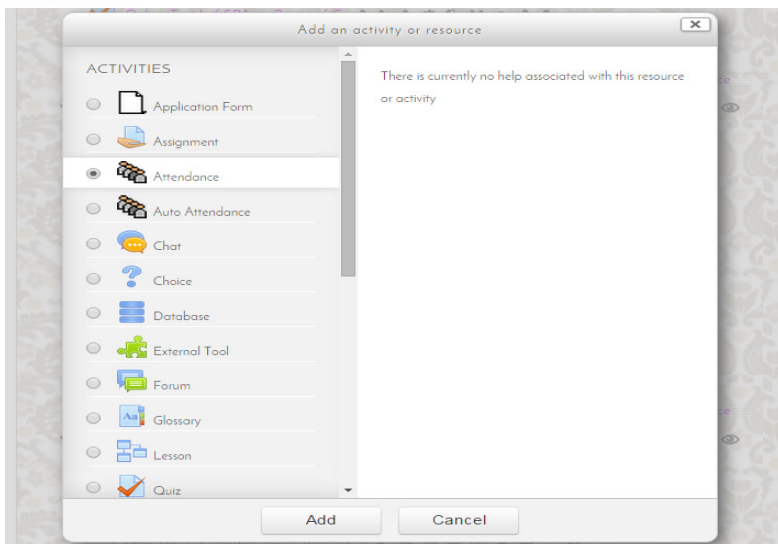 Add an activity or resource
ACTIVITIES
Application Form
Assignment
Attendance
Auto Attendance
Chat
Choice
Database
External Tool
Forum
Aa
Glossary
Lesson
Quiz
There is currently no help associated with this resource
or activity
Add
Cancel